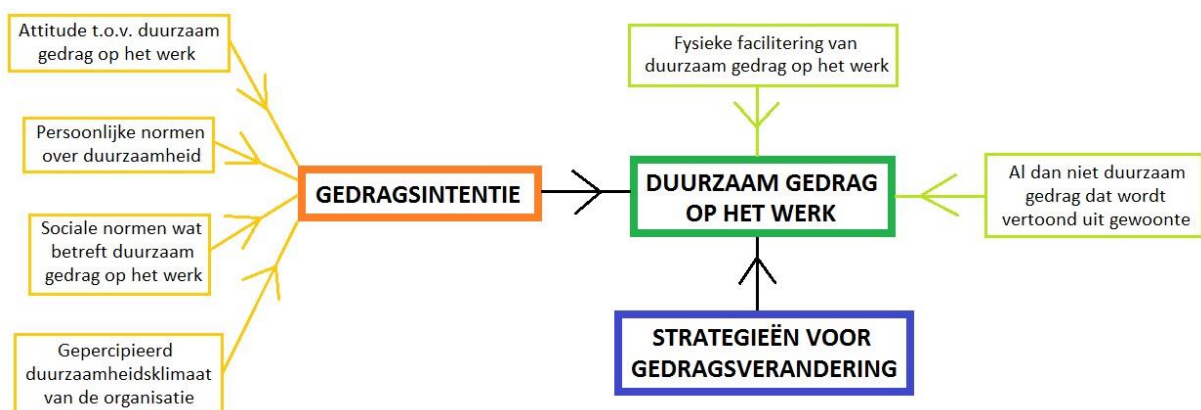 Attitude t.o.v. duurzaam
gedrag op het werk
Persoonlijke normen
over duurzaamheid
Sociale normen wat
betreft duurzaam
gedrag op het werk
Gepercipieerd
duurzaamheidsklimaat
van de organisatie
GEDRAGSINTENTIE
Fysieke facilitering van
duurzaam gedrag op het werk
DUURZAAM GEDRAG
OP HET WERK
Al dan niet duurzaam
gedrag dat wordt
vertoond uit gewoonte
STRATEGIEËN VOOR
GEDRAGSVERANDERING